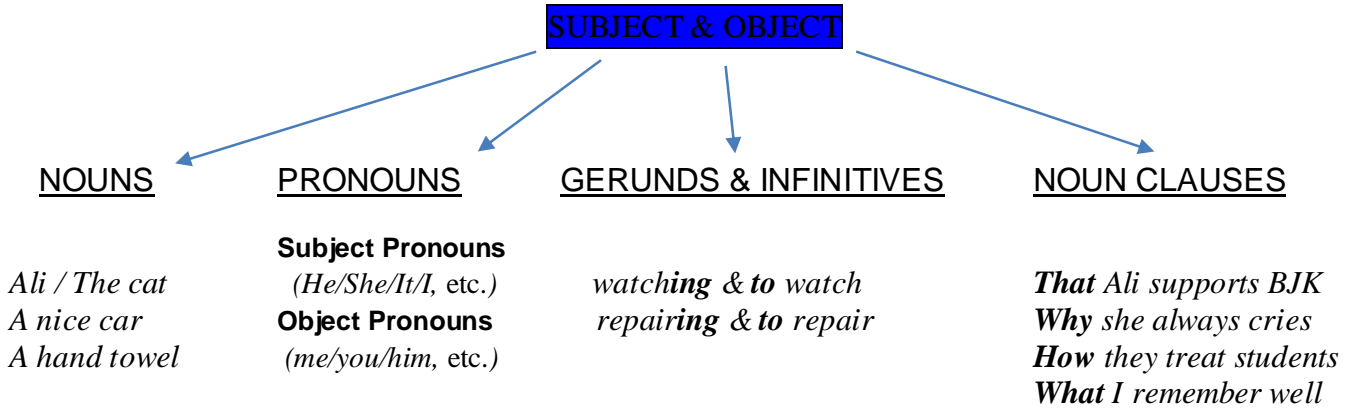 SUBJECT & OBJECT
NOUNS PRONOUNS GERUNDS & INFINITIVES NOUN CLAUSES
Subject Pronouns
Ali / The cat (He/She/It/I, etc.) watching & to watch That Ali supports BJK
A nice car Object Pronouns repairing & to repair Why she always cries
A hand towel (me/you/him, etc.) How they treat students
What I remember well